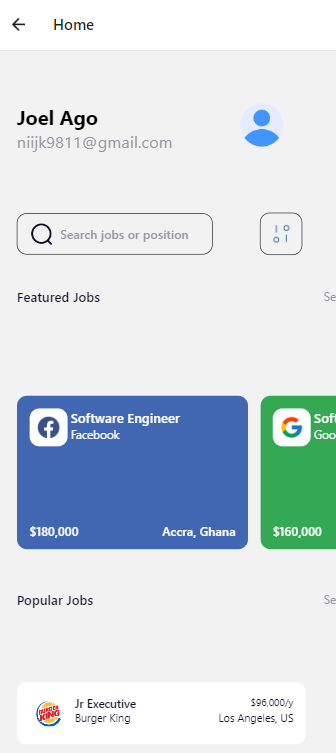 Home
Joel Ago
niijk9811@gmail.com
Search jobs or position
Featured Jobs
Se
Software Engineer
Facebook
$180,000
Accra, Ghana
Soft
Goo
$160,000
Popular Jobs
Se
BURGER
KING
Jr Executive
Burger King
$96,000/y
Los Angeles, US